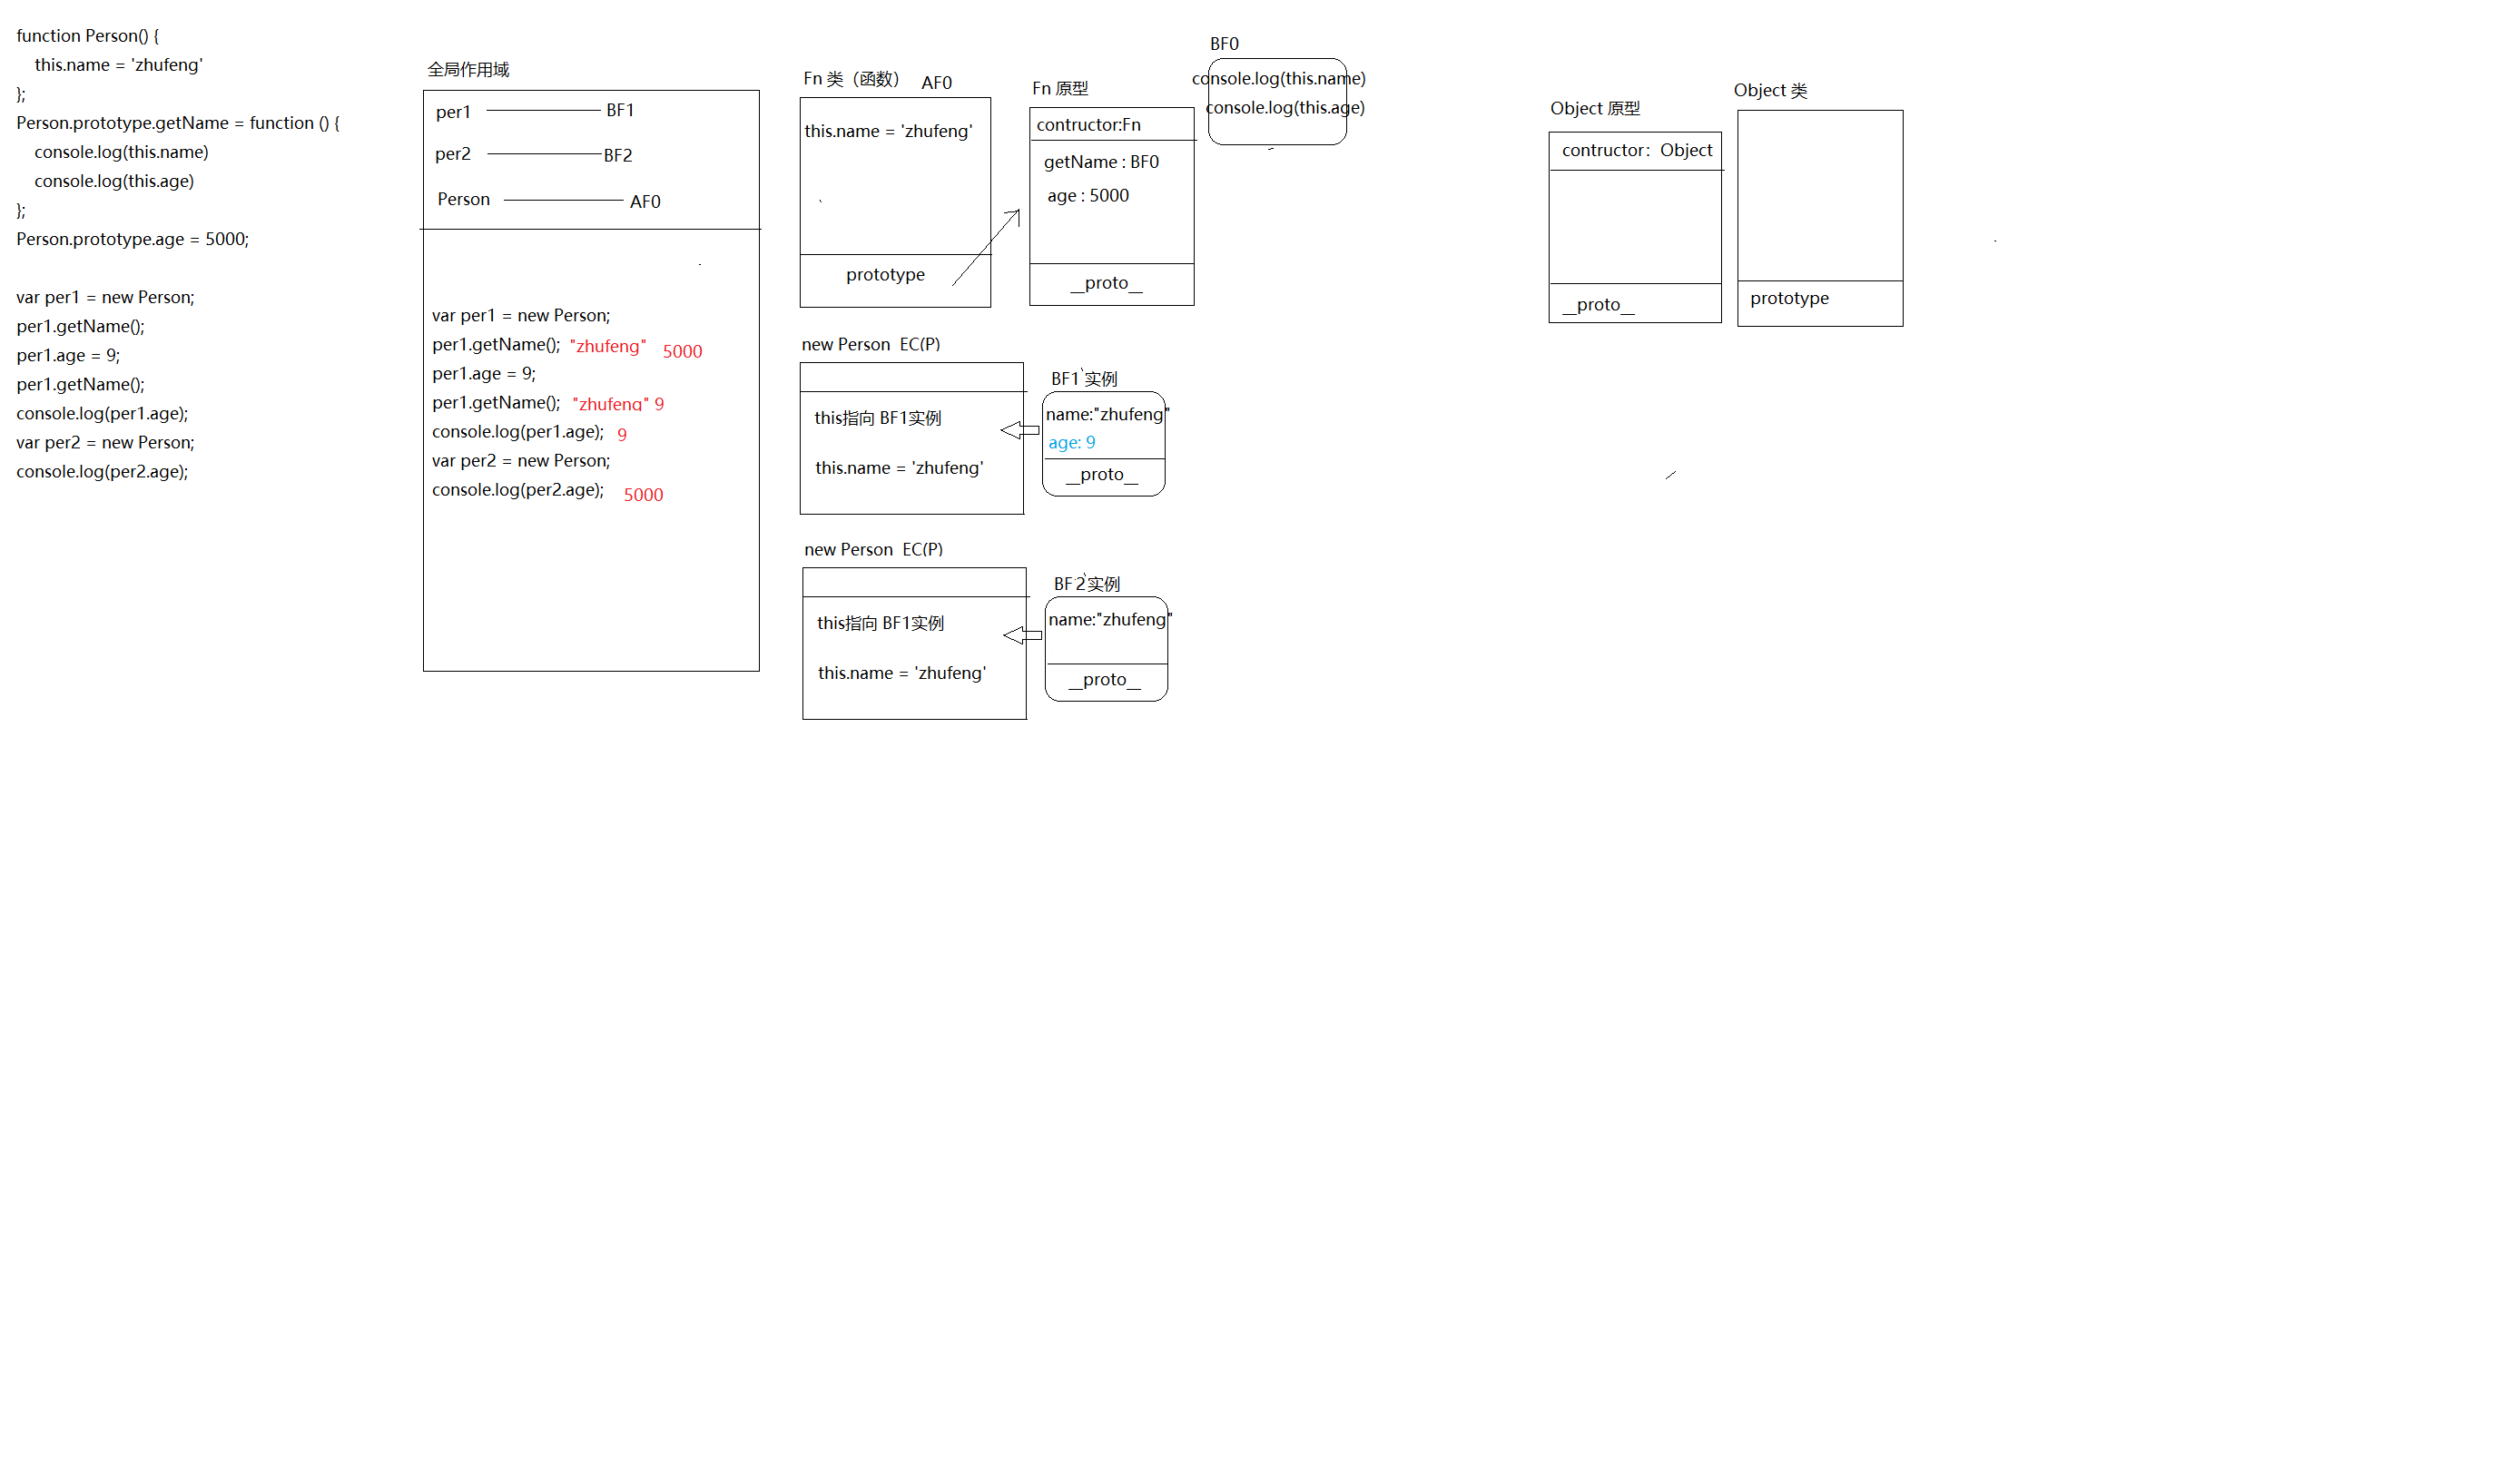 function Person() {
    this.name = 'zhufeng'
};
Person.prototype.getName = function () {
    console.log(this.name)
    console.log(this.age)
};
Person.prototype.age = 5000;
var per1 = new Person;
per1.getName();
per1.age = 9;
per1.getName();
console.log(per1.age);
var per2 = new Person;
console.log(per2.age);
全局作用域
per1 BF1
per2 BF2
Person AF0
var per1 = new Person;
per1.getName(); "zhufeng" 5000
per1.age = 9;
per1.getName(); "zhufeng" 9
console.log(per1.age); 9
var per2 = new Person;
console.log(per2.age); 5000
Fn 类（函数） AF0
this.name = 'zhufeng'
prototype
Fn 原型
contructor:Fn
getName : BF0
age : 5000
__proto__
BF0
console.log(this.name)
console.log(this.age)
new Person EC(P)
this指向 BF1实例
this.name = 'zhufeng'
BF1 实例
name:"zhufeng"
age: 9
__proto__
new Person EC(P)
this指向 BF1实例
this.name = 'zhufeng'
BF2实例
name:"zhufeng"
__proto__
Object 原型
contructor：Object
__proto__
Object 类
prototype